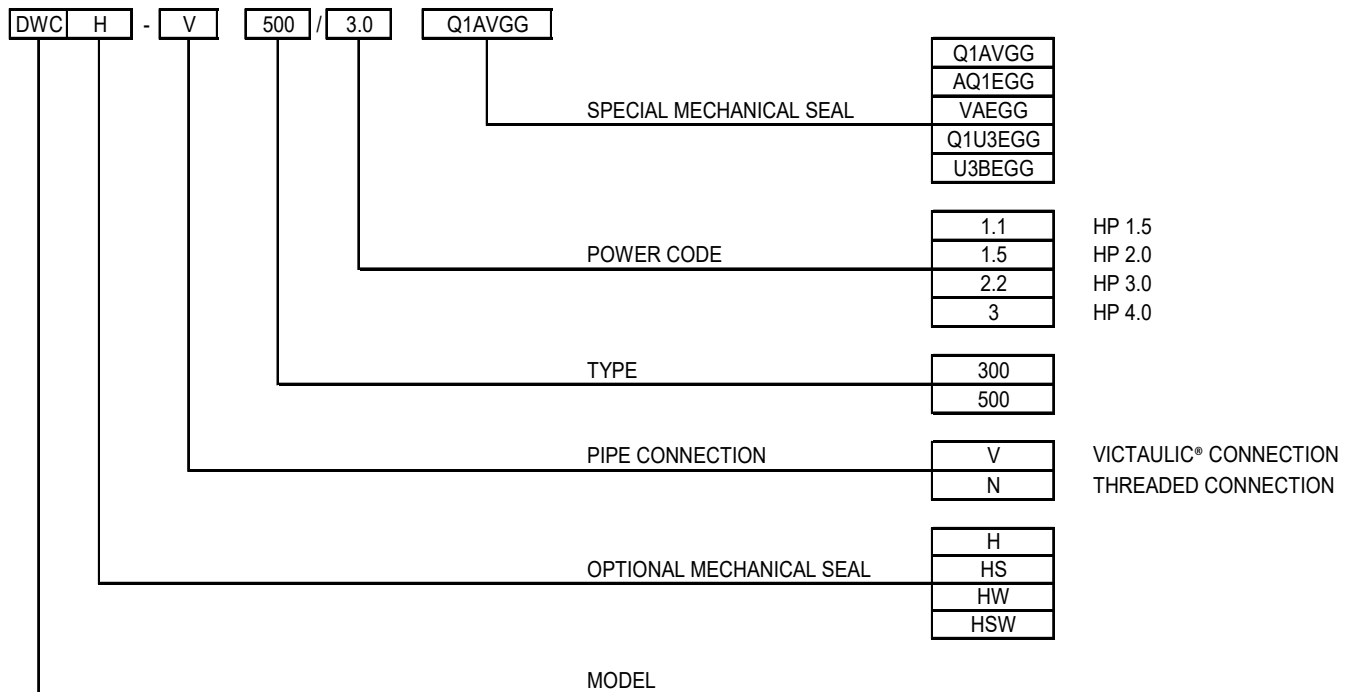 DWC H - V 500 / 3.0 Q1AVGG
Q1AVGG
AQ1EGG
SPECIAL MECHANICAL SEAL VAEGG
Q1U3EGG
U3BEGG
1.1 HP 1.5
POWER CODE 1.5 HP 2.0
2.2 HP 3.0
3 HP 4.0
TYPE 300
500
PIPE CONNECTION V VICTAULIC® CONNECTION
N THREADED CONNECTION
H
OPTIONAL MECHANICAL SEAL HS
HW
HSW
MODEL